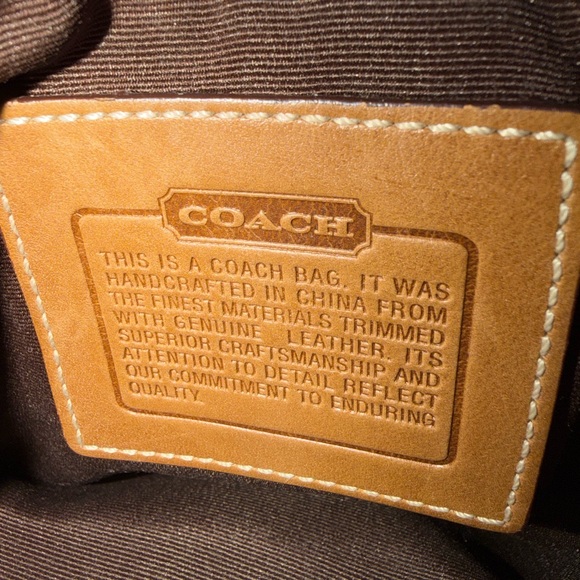 COACH
THIS IS A COACH BAG. IT WAS
HANDCRAFTED IN CHINA FROM
THE FINEST MATERIALS TRIMMED
WITH GENUINE LEATHER. ITS
SUPERIOR CRAFTSMANSHIP AND
ATTENTION TO DETAIL REFLECT
OUR COMMITMENT TO ENDURING
QUALITY.